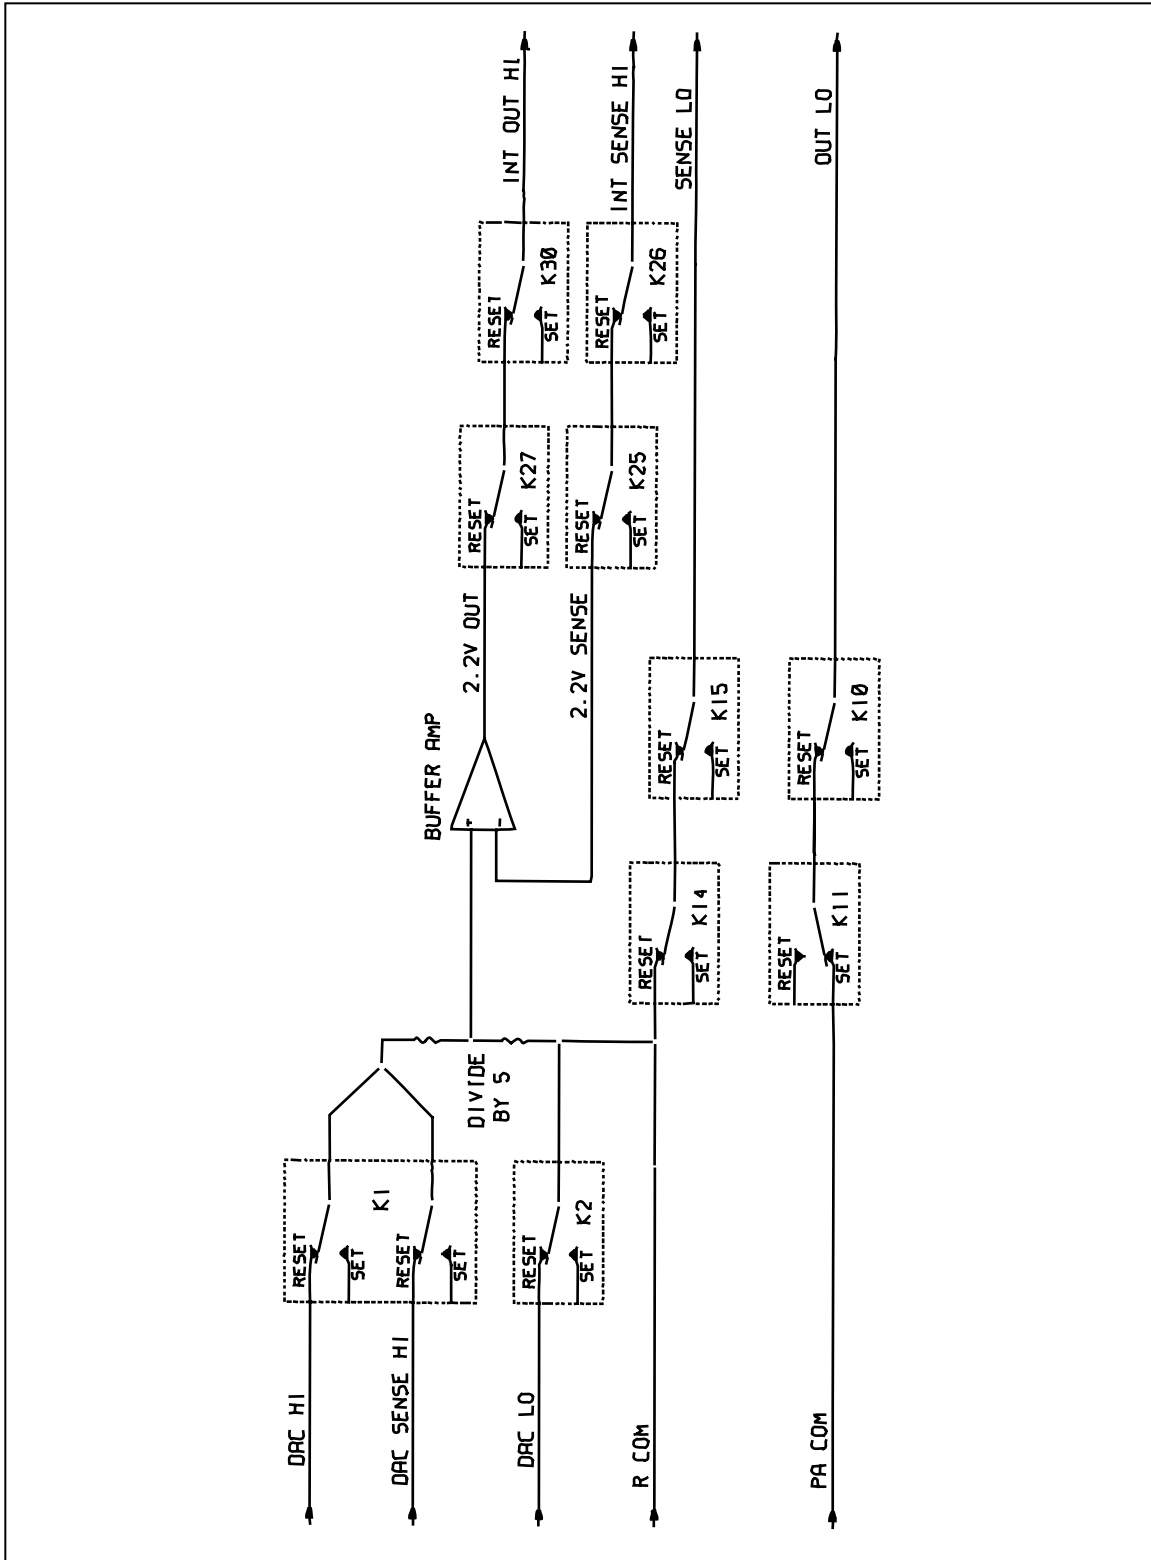 DAC HI
DAC SENSE HI
DAC LO
R COM
PA COM
RESET
SET
K1
RESET
SET
RESET
SET
K2
DIVIDE
BY 5
BUFFER AMP
+
-
2.2V OUT
2.2V SENSE
RESET
SET
K14
RESET
SET
K11
RESET
SET
K15
RESET
SET
K10
RESET
SET
K27
RESET
SET
K25
RESET
SET
K30
RESET
SET
K26
INT OUT HI
INT SENSE HI
SENSE LO
OUT LO